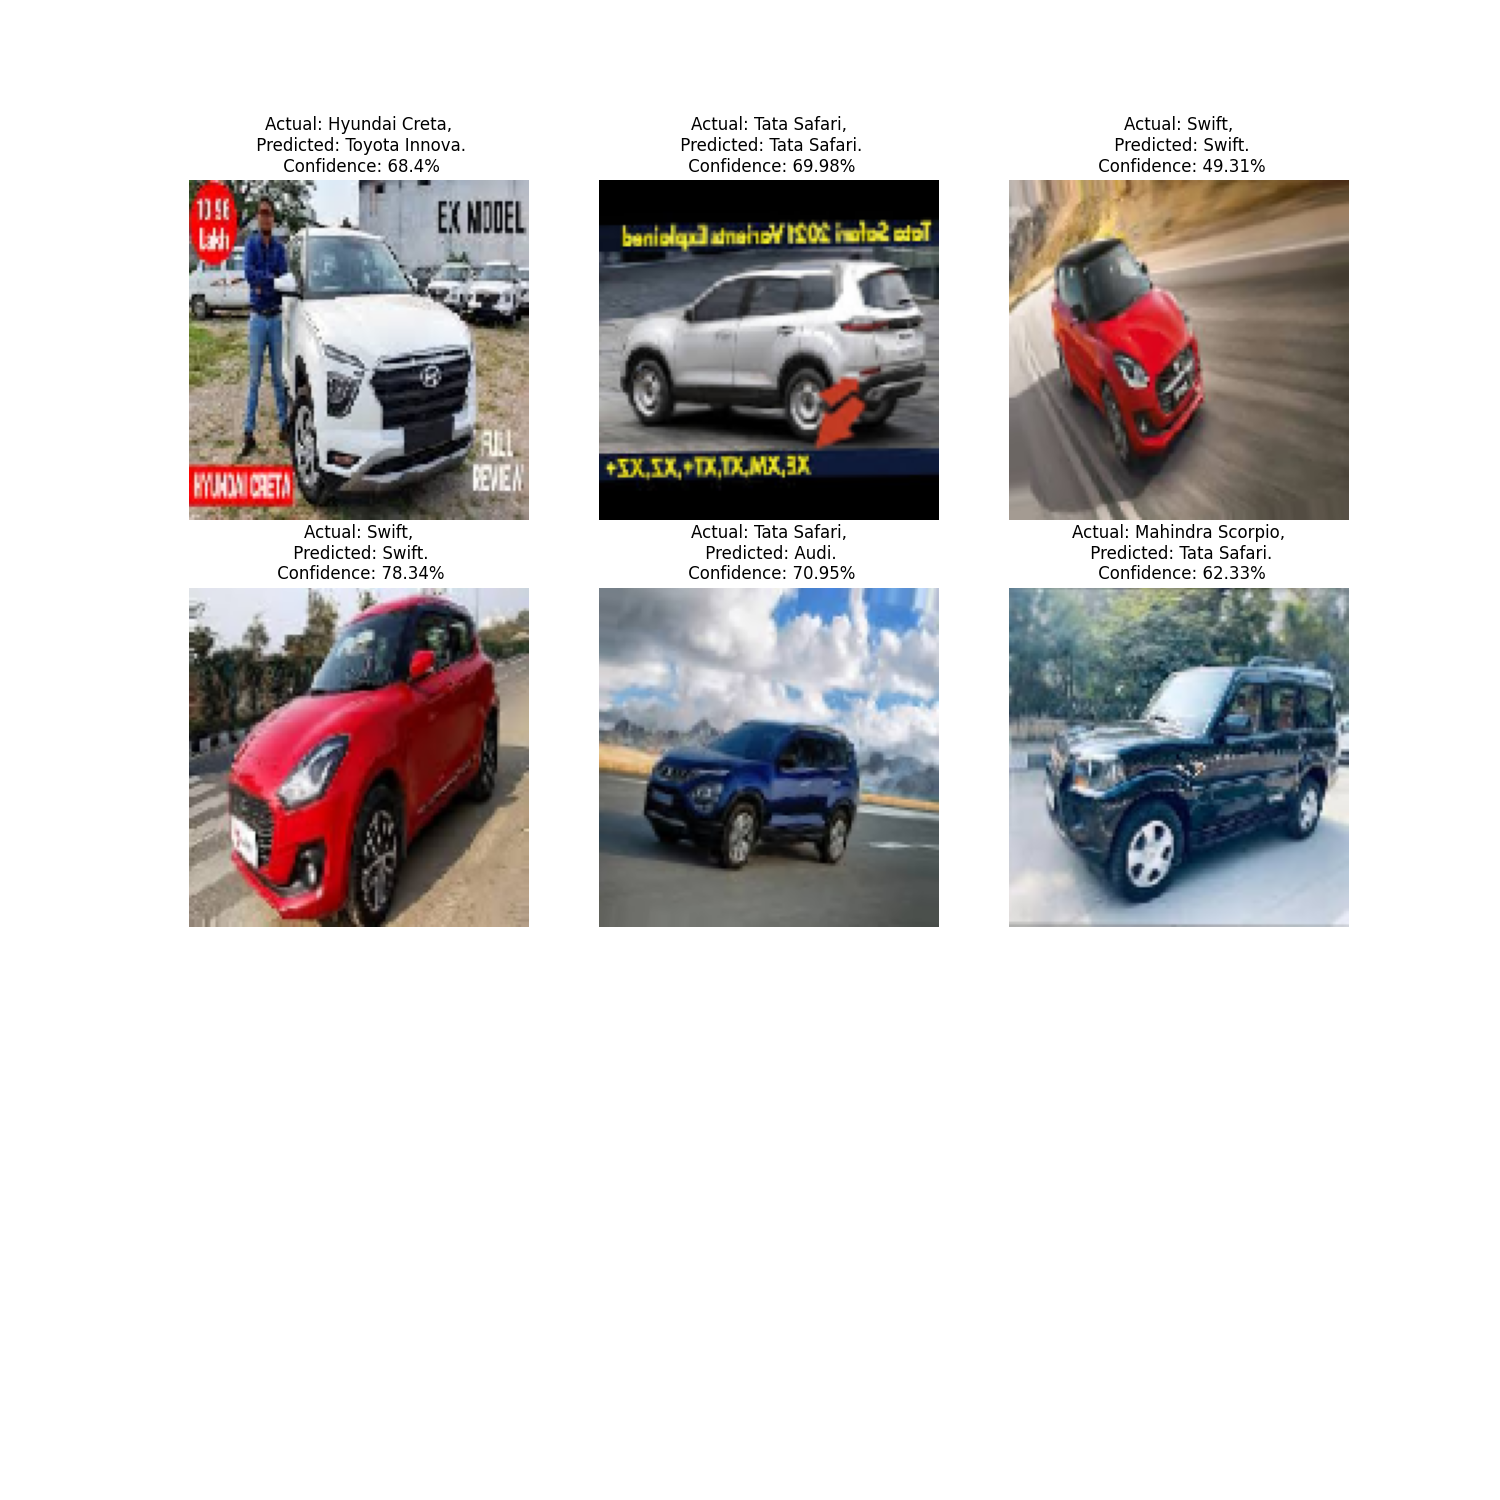 Actual: Hyundai Creta,
Predicted: Toyota Innova.
Confidence: 68.4%
10.96
Lakh
EX MODEL
FULL
REVIEW
HYUNDAI CRETA
Actual: Tata Safari,
Predicted: Tata Safari.
Confidence: 69.98%
Tata Safari 2021 Varients Explained
XE,XM,XT,XT+,XZ,XZ+
Actual: Swift,
Predicted: Swift.
Confidence: 49.31%
Actual: Swift,
Predicted: Swift.
Confidence: 78.34%
Actual: Tata Safari,
Predicted: Audi.
Confidence: 70.95%
Actual: Mahindra Scorpio,
Predicted: Tata Safari.
Confidence: 62.33%